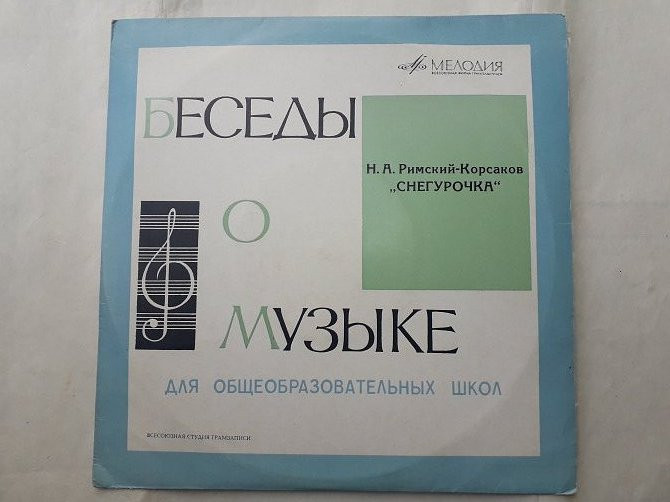 МЕЛОДИЯ
ВСЕСОЮЗНАЯ ФИРМА ГРАМПЛАСТИНОК
БЕСЕДЫ
Н. А. Римский-Корсаков
„СНЕГУРОЧКА“
О
МУЗЫКЕ
ДЛЯ ОБЩЕОБРАЗОВАТЕЛЬНЫХ ШКОЛ
ВСЕСОЮЗНАЯ СТУДИЯ ГРАМЗАПИСИ